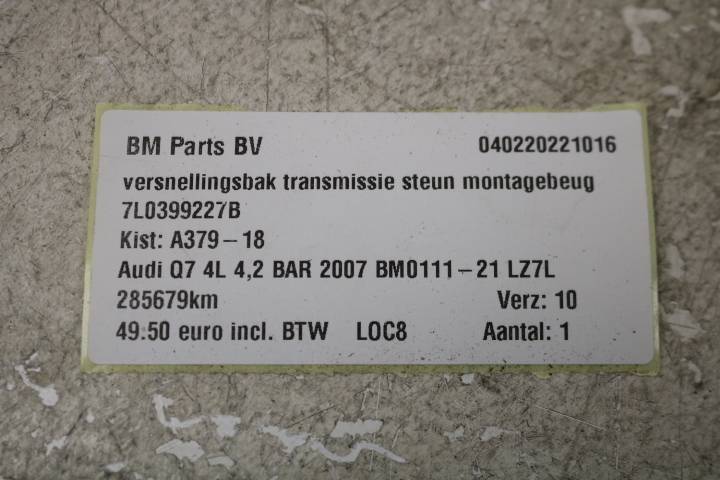 BM Parts BV 040220221016
versnellingsbak transmissie steun montagebeug
7L0399227B
Kist: A379-18
Audi Q7 4L 4,2 BAR 2007 BM0111-21 LZ7L
285679km Verz: 10
49.50 euro incl. BTW LOC8 Aantal: 1